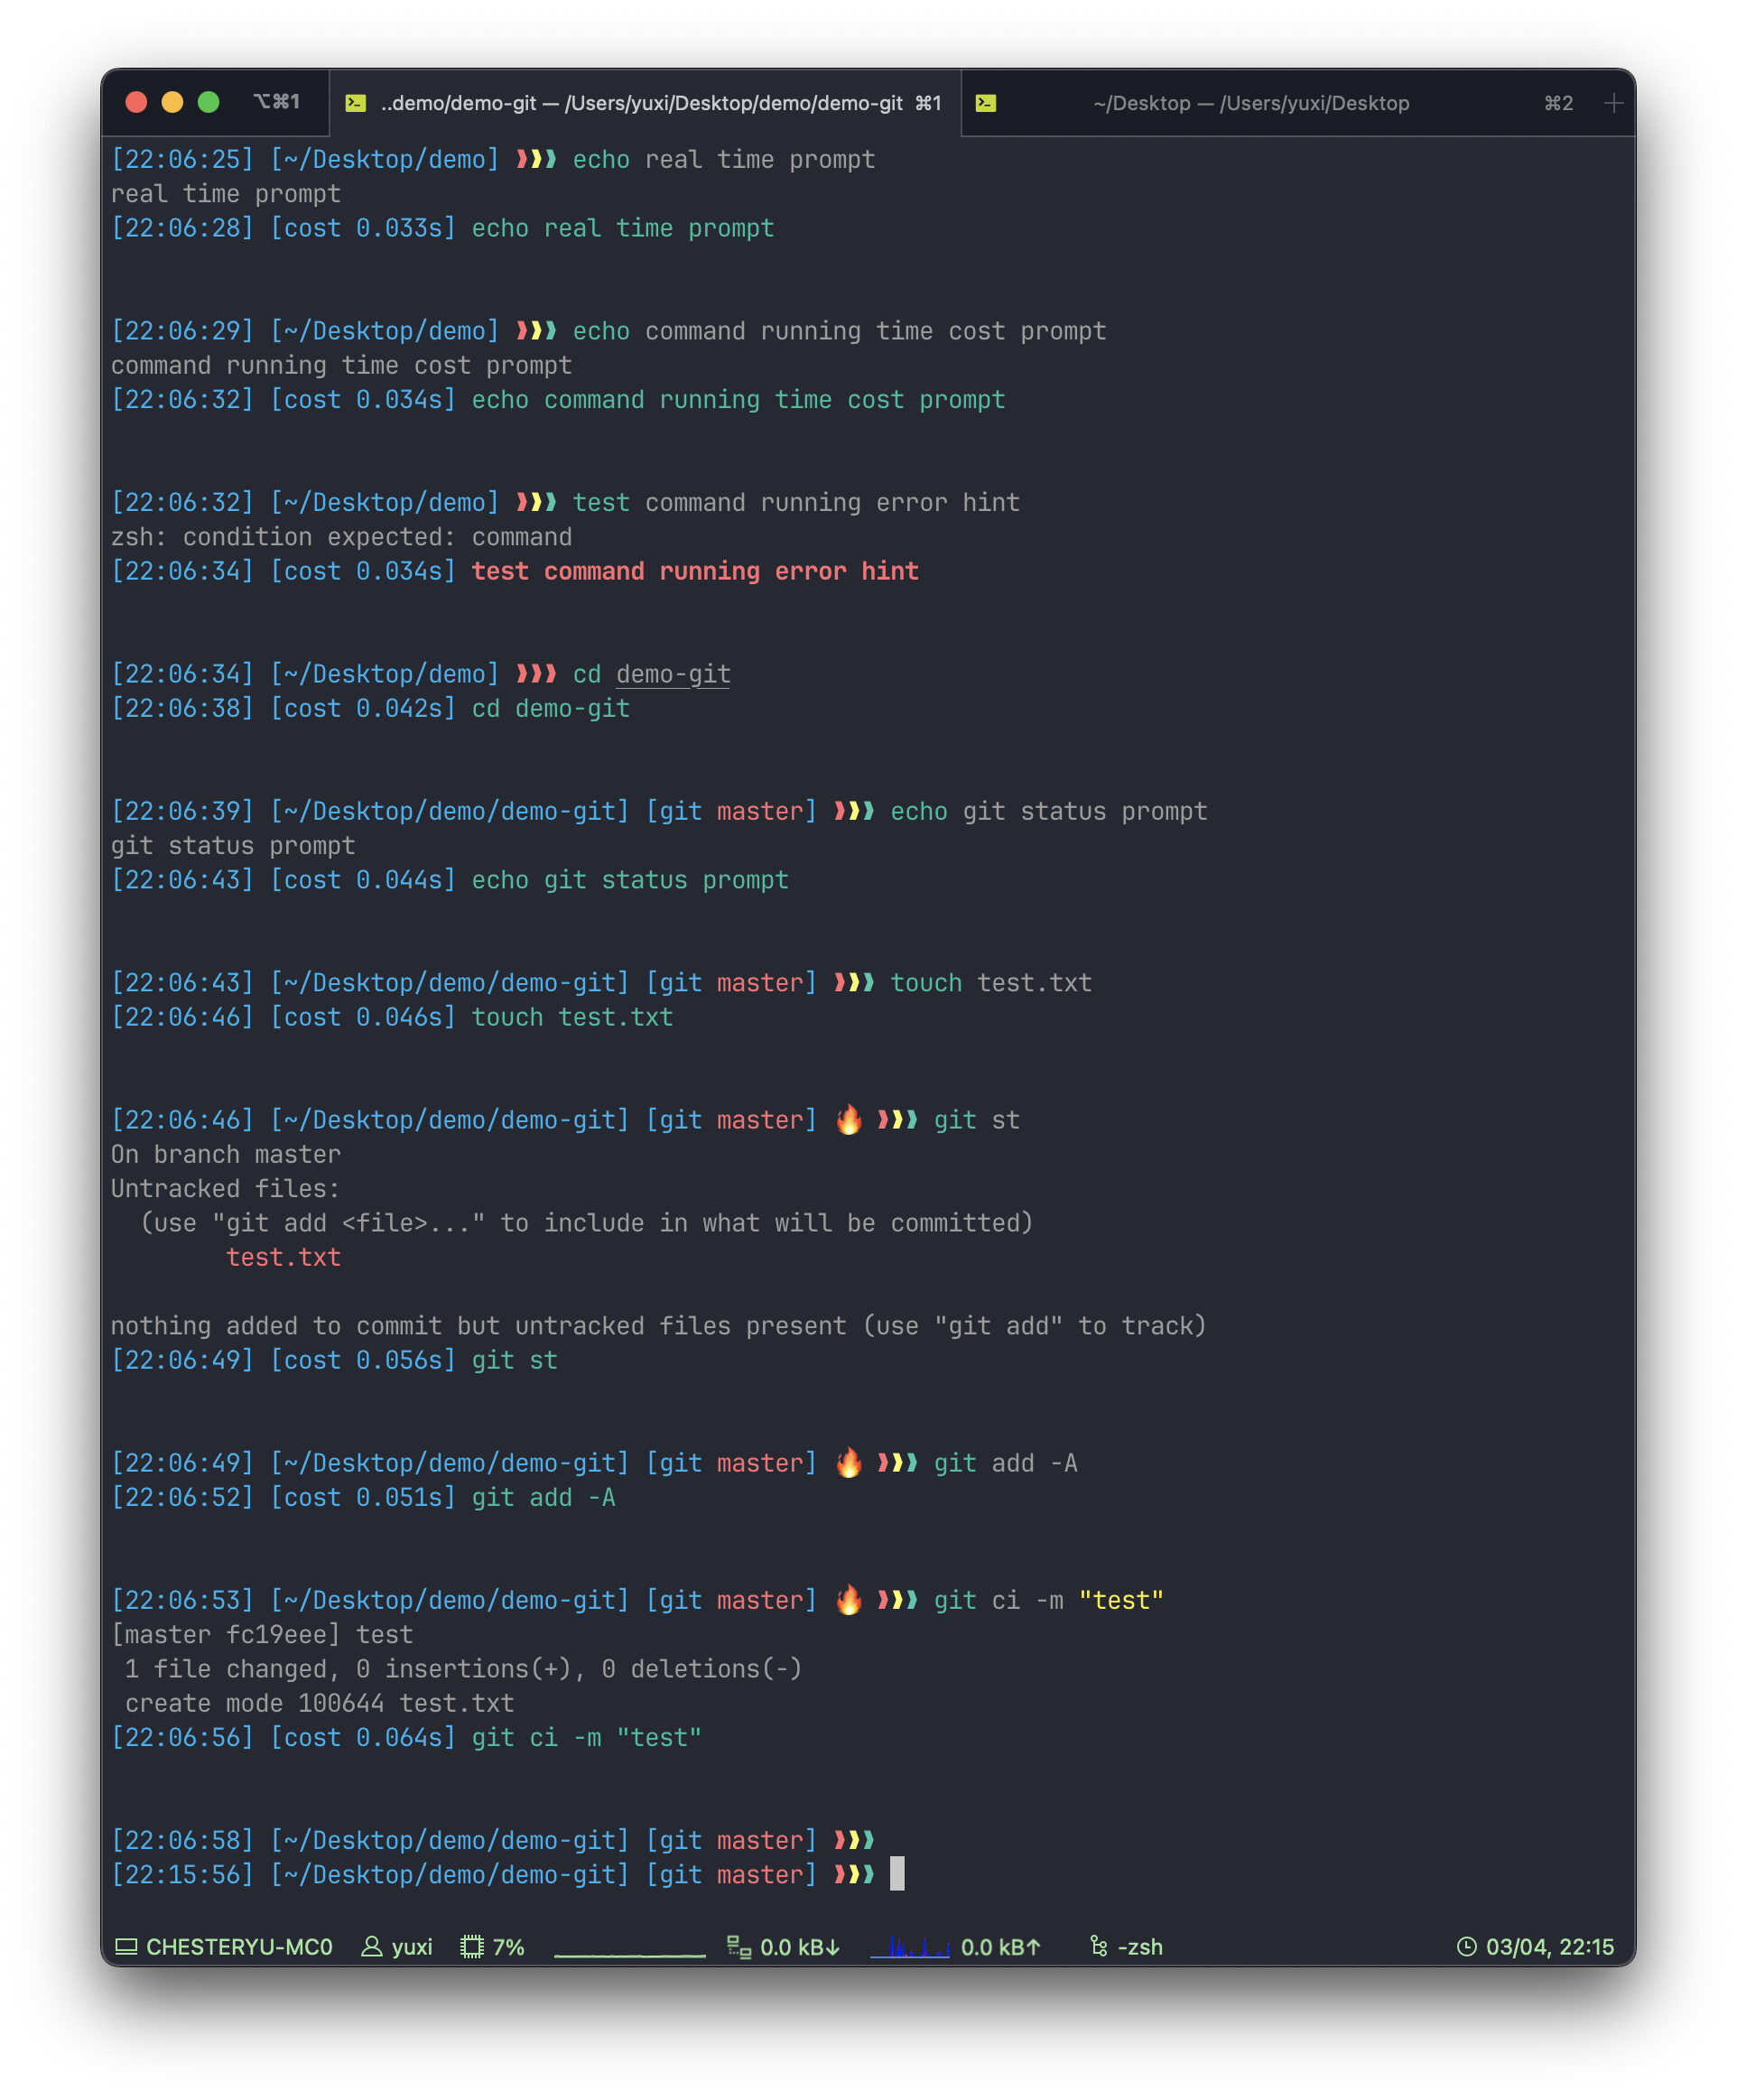 ⌥⌘1 ..demo/demo-git — /Users/yuxi/Desktop/demo/demo-git ⌘1 ~/Desktop — /Users/yuxi/Desktop ⌘2
[22:06:25] [~/Desktop/demo] ❱❱❱ echo real time prompt
real time prompt
[22:06:28] [cost 0.033s] echo real time prompt
[22:06:29] [~/Desktop/demo] ❱❱❱ echo command running time cost prompt
command running time cost prompt
[22:06:32] [cost 0.034s] echo command running time cost prompt
[22:06:32] [~/Desktop/demo] ❱❱❱ test command running error hint
zsh: condition expected: command
[22:06:34] [cost 0.034s] test command running error hint
[22:06:34] [~/Desktop/demo] ❱❱❱ cd demo-git
[22:06:38] [cost 0.042s] cd demo-git
[22:06:39] [~/Desktop/demo/demo-git] [git master] ❱❱❱ echo git status prompt
git status prompt
[22:06:43] [cost 0.044s] echo git status prompt
[22:06:43] [~/Desktop/demo/demo-git] [git master] ❱❱❱ touch test.txt
[22:06:46] [cost 0.046s] touch test.txt
[22:06:46] [~/Desktop/demo/demo-git] [git master] 🔥 ❱❱❱ git st
On branch master
Untracked files:
  (use "git add <file>..." to include in what will be committed)
        test.txt
nothing added to commit but untracked files present (use "git add" to track)
[22:06:49] [cost 0.056s] git st
[22:06:49] [~/Desktop/demo/demo-git] [git master] 🔥 ❱❱❱ git add -A
[22:06:52] [cost 0.051s] git add -A
[22:06:53] [~/Desktop/demo/demo-git] [git master] 🔥 ❱❱❱ git ci -m "test"
[master fc19eee] test
 1 file changed, 0 insertions(+), 0 deletions(-)
 create mode 100644 test.txt
[22:06:56] [cost 0.064s] git ci -m "test"
[22:06:58] [~/Desktop/demo/demo-git] [git master] ❱❱❱
[22:15:56] [~/Desktop/demo/demo-git] [git master] ❱❱❱
CHESTERYU-MC0 yuxi 7% 0.0 kB↓ 0.0 kB↑ -zsh 03/04, 22:15